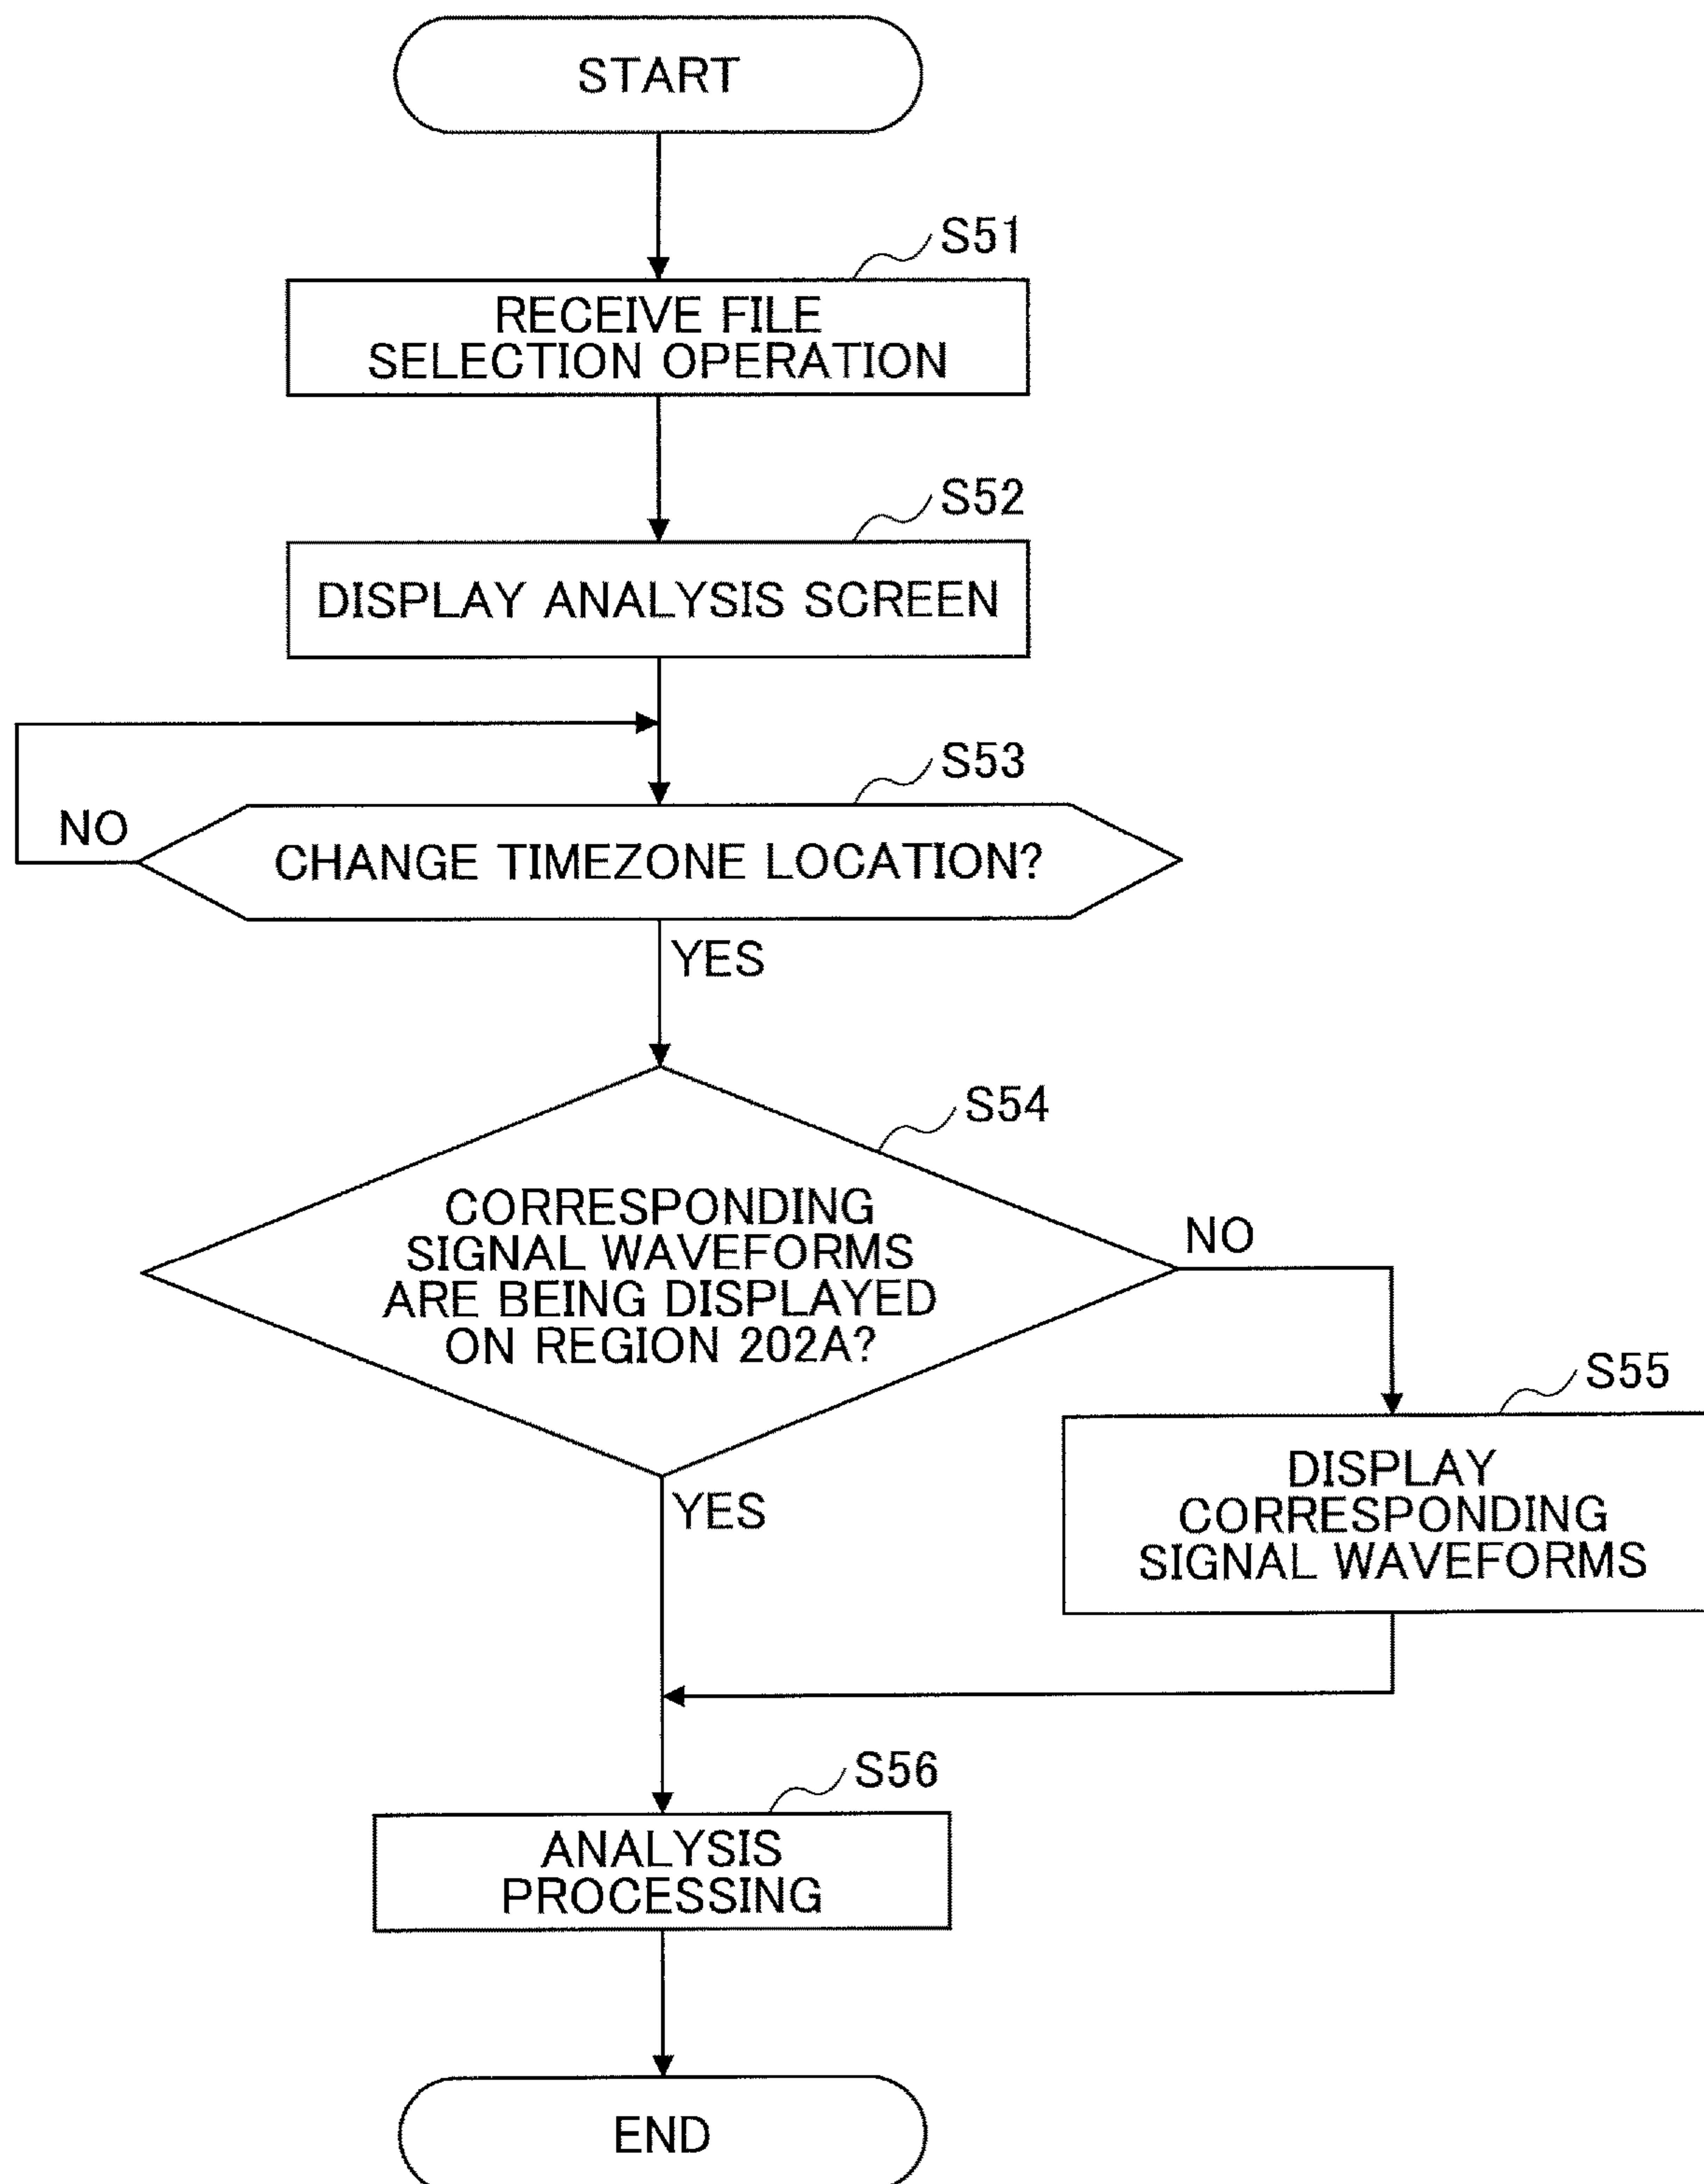 START
S51
RECEIVE FILE
SELECTION OPERATION
S52
DISPLAY ANALYSIS SCREEN
S53
NO
CHANGE TIMEZONE LOCATION?
YES
S54
CORRESPONDING
SIGNAL WAVEFORMS
ARE BEING DISPLAYED
ON REGION 202A?
NO
S55
DISPLAY
CORRESPONDING
SIGNAL WAVEFORMS
YES
S56
ANALYSIS
PROCESSING
END